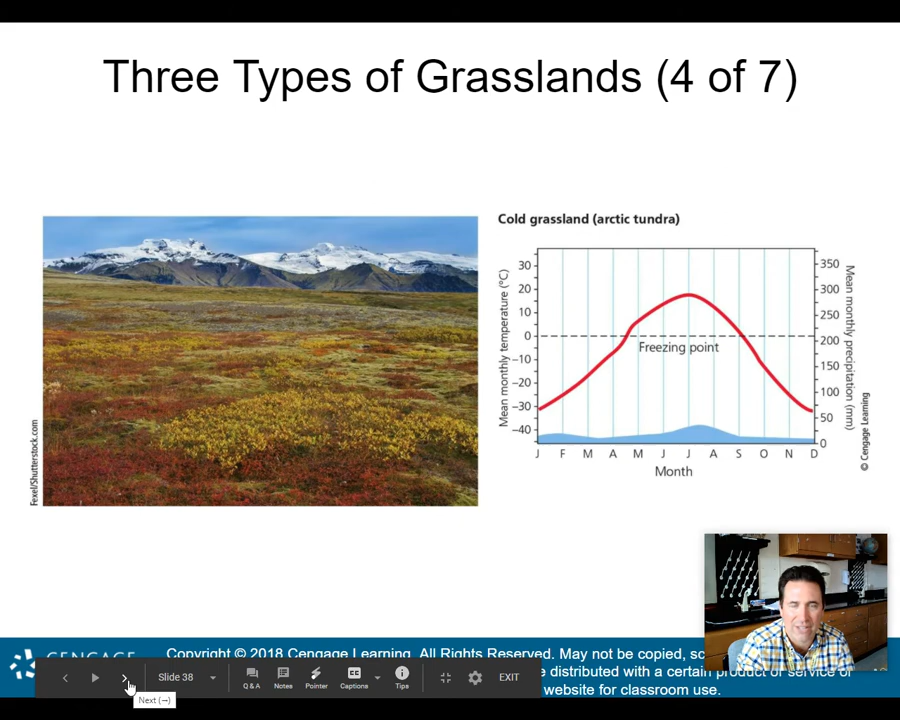 Three Types of Grasslands (4 of 7)
Cold grassland (arctic tundra)
Mean monthly temperature (°C)
30
20
10
0
–10
–20
–30
–40
Freezing point
350
300
250
200
150
100
50
0
Mean monthly precipitation (mm)
J F M A M J J A S O N D
Month
© Cengage Learning
Fexel/Shutterstock.com
CENGAGE
Copyright © 2018 Cengage Learning. All Rights Reserved. May not be copied, sc
e distributed with a certain product or service or
website for classroom use.
Slide 38
Q & A
Notes
Pointer
CC
Captions
Tips
EXIT
Next (→)